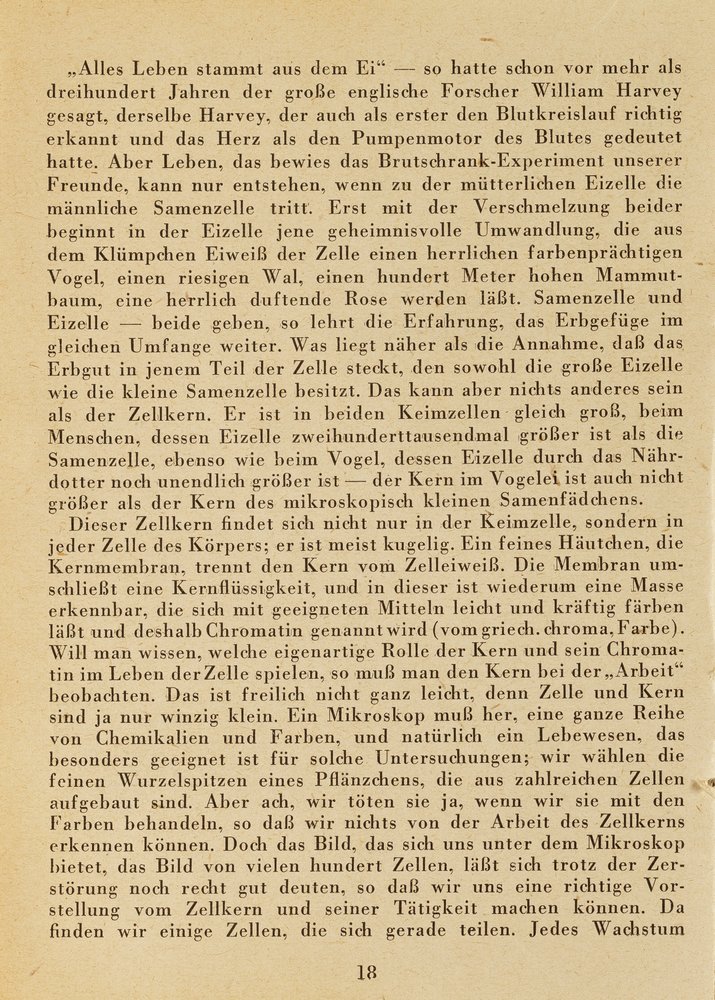 „Alles Leben stammt aus dem Ei“ — so hatte schon vor mehr als
dreihundert Jahren der große englische Forscher William Harvey
gesagt, derselbe Harvey, der auch als erster den Blutkreislauf richtig
erkannt und das Herz als den Pumpenmotor des Blutes gedeutet
hatte. Aber Leben, das bewies das Brutschrank-Experiment unserer
Freunde, kann nur entstehen, wenn zu der mütterlichen Eizelle die
männliche Samenzelle tritt. Erst mit der Verschmelzung beider
beginnt in der Eizelle jene geheimnisvolle Umwandlung, die aus
dem Klümpchen Eiweiß der Zelle einen herrlichen farbenprächtigen
Vogel, einen riesigen Wal, einen hundert Meter hohen Mammut-
baum, eine herrlich duftende Rose werden läßt. Samenzelle und
Eizelle — beide geben, so lehrt die Erfahrung, das Erbgefüge im
gleichen Umfange weiter. Was liegt näher als die Annahme, daß das
Erbgut in jenem Teil der Zelle steckt, den sowohl die große Eizelle
wie die kleine Samenzelle besitzt. Das kann aber nichts anderes sein
als der Zellkern. Er ist in beiden Keimzellen gleich groß, beim
Menschen, dessen Eizelle zweihunderttausendmal größer ist als die
Samenzelle, ebenso wie beim Vogel, dessen Eizelle durch das Nähr-
dotter noch unendlich größer ist — der Kern im Vogelei ist auch nicht
größer als der Kern des mikroskopisch kleinen Samenfädchens.
Dieser Zellkern findet sich nicht nur in der Keimzelle, sondern in
jeder Zelle des Körpers; er ist meist kugelig. Ein feines Häutchen, die
Kernmembran, trennt den Kern vom Zelleiweiß. Die Membran um-
schließt eine Kernflüssigkeit, und in dieser ist wiederum eine Masse
erkennbar, die sich mit geeigneten Mitteln leicht und kräftig färben
läßt und deshalb Chromatin genannt wird (vom griech. chroma, Farbe).
Will man wissen, welche eigenartige Rolle der Kern und sein Chroma-
tin im Leben der Zelle spielen, so muß man den Kern bei der „Arbeit“
beobachten. Das ist freilich nicht ganz leicht, denn Zelle und Kern
sind ja nur winzig klein. Ein Mikroskop muß her, eine ganze Reihe
von Chemikalien und Farben, und natürlich ein Lebewesen, das
besonders geeignet ist für solche Untersuchungen; wir wählen die
feinen Wurzelspitzen eines Pflänzchens, die aus zahlreichen Zellen
aufgebaut sind. Aber ach, wir töten sie ja, wenn wir sie mit den
Farben behandeln, so daß wir nichts von der Arbeit des Zellkerns
erkennen können. Doch das Bild, das sich uns unter dem Mikroskop
bietet, das Bild von vielen hundert Zellen, läßt sich trotz der Zer-
störung noch recht gut deuten, so daß wir uns eine richtige Vor-
stellung vom Zellkern und seiner Tätigkeit machen können. Da
finden wir einige Zellen, die sich gerade teilen. Jedes Wachstum
18